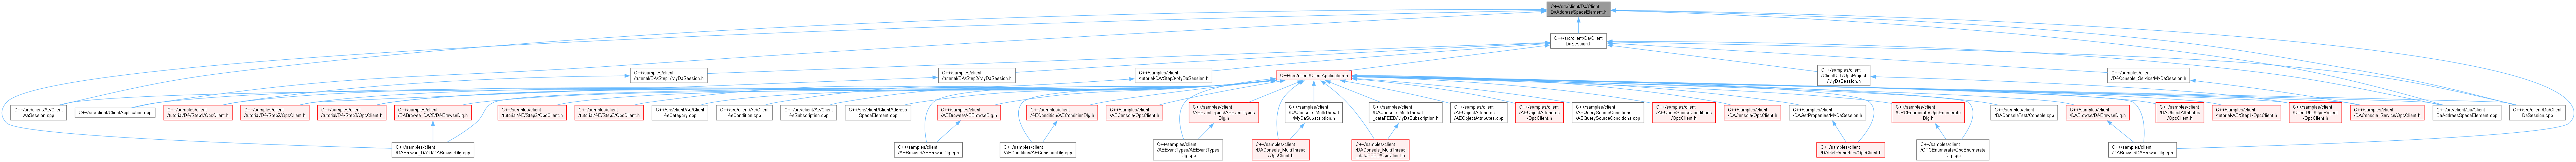 C++/src/client/Da/Client
DaAddressSpaceElement.h
C++/src/client/Da/Client
DaSession.h
C++/samples/client
/tutorial/DA/Step1/MyDaSession.h
C++/samples/client
/tutorial/DA/Step2/MyDaSession.h
C++/samples/client
/tutorial/DA/Step3/MyDaSession.h
C++/src/client/ClientApplication.h
C++/samples/client
/ClientDLL/OpcProject
/MyDaSession.h
C++/samples/client
/DAConsole_Service/MyDaSession.h
C++/src/client/Ae/Client
AeSession.cpp
C++/src/client/ClientApplication.cpp
C++/samples/client
/tutorial/DA/Step1/OpcClient.h
C++/samples/client
/tutorial/DA/Step2/OpcClient.h
C++/samples/client
/tutorial/DA/Step3/OpcClient.h
C++/samples/client
/DABrowse_DA20/DABrowseDlg.h
C++/samples/client
/tutorial/AE/Step2/OpcClient.h
C++/samples/client
/tutorial/AE/Step3/OpcClient.h
C++/src/client/Ae/Client
AeCategory.cpp
C++/src/client/Ae/Client
AeCondition.cpp
C++/src/client/Ae/Client
AeSubscription.cpp
C++/src/client/ClientAddress
SpaceElement.cpp
C++/samples/client
/AEBrowse/AEBrowseDlg.h
C++/samples/client
/AECondition/AEConditionDlg.h
C++/samples/client
/AEConsole/OpcClient.h
C++/samples/client
/AEEventTypes/AEEventTypes
Dlg.h
C++/samples/client
/DAConsole_MultiThread
/MyDaSubscription.h
C++/samples/client
/DAConsole_MultiThread
_dataFEED/MyDaSubscription.h
C++/samples/client
/AEObjectAttributes
/AEObjectAttributes.cpp
C++/samples/client
/AEObjectAttributes
/OpcClient.h
C++/samples/client
/AEQuerySourceConditions
/AEQuerySourceConditions.cpp
C++/samples/client
/AEQuerySourceConditions
/OpcClient.h
C++/samples/client
/DAConsole/OpcClient.h
C++/samples/client
/DAGetProperties/MyDaSession.h
C++/samples/client
/OPCEnumerate/OpcEnumerate
Dlg.h
C++/samples/client
/DAConsoleTest/Console.cpp
C++/samples/client
/DABrowse/DABrowseDlg.h
C++/samples/client
/DAObjectAttributes
/OpcClient.h
C++/samples/client
/tutorial/AE/Step1/OpcClient.h
C++/samples/client
/ClientDLL/OpcProject
/OpcClient.h
C++/samples/client
/DAConsole_Service/OpcClient.h
C++/src/client/Da/Client
DaAddressSpaceElement.cpp
C++/src/client/Da/Client
DaSession.cpp
C++/samples/client
/DABrowse_DA20/DABrowseDlg.cpp
C++/samples/client
/AEBrowse/AEBrowseDlg.cpp
C++/samples/client
/AECondition/AEConditionDlg.cpp
C++/samples/client
/AEEventTypes/AEEventTypes
Dlg.cpp
C++/samples/client
/DAConsole_MultiThread
/OpcClient.h
C++/samples/client
/DAConsole_MultiThread
_dataFEED/OpcClient.h
C++/samples/client
/DAGetProperties/OpcClient.h
C++/samples/client
/OPCEnumerate/OpcEnumerate
Dlg.cpp
C++/samples/client
/DABrowse/DABrowseDlg.cpp